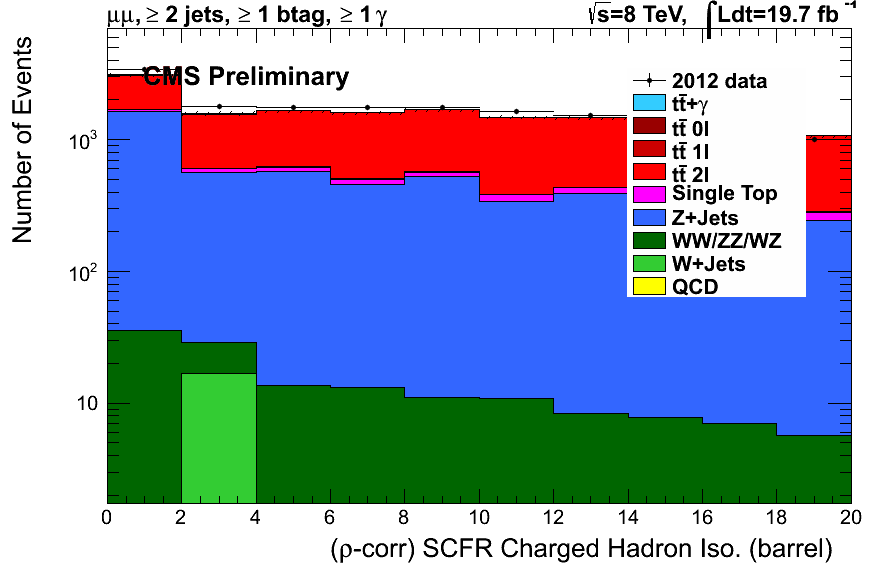 μμ, ≥ 2 jets, ≥ 1 btag, ≥ 1 γ √s=8 TeV, ∫Ldt=19.7 fb⁻¹
CMS Preliminary
2012 data
tt̄+γ
tt̄ 0l
tt̄ 1l
tt̄ 2l
Single Top
Z+Jets
WW/ZZ/WZ
W+Jets
QCD
Number of Events
10³
10²
10
0 2 4 6 8 10 12 14 16 18 20
(ρ-corr) SCFR Charged Hadron Iso. (barrel)